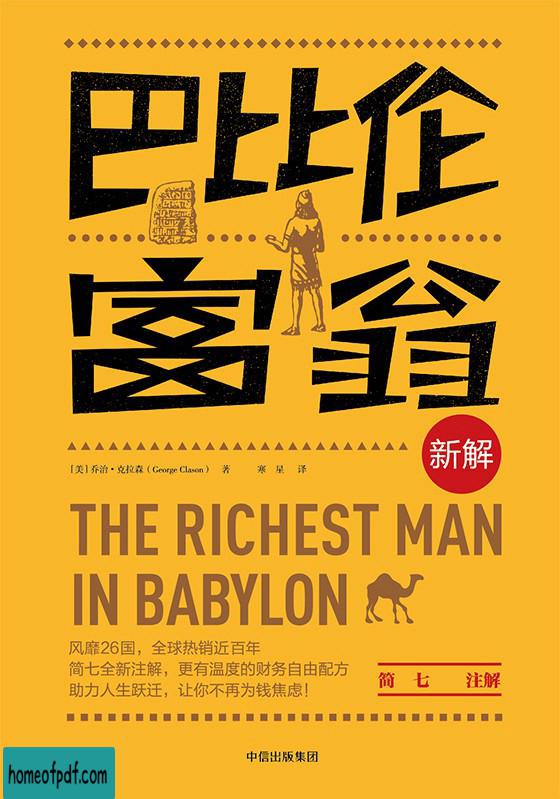 巴比伦
富翁
新解
[美]乔治·克拉森(George Clason) 著 寒星 译
THE RICHEST MAN
IN BABYLON
风靡26国，全球热销近百年
简七全新注解，更有温度的财务自由配方
助力人生跃迁，让你不再为钱焦虑！
简七 注解
中信出版集团
homeofpdf.com